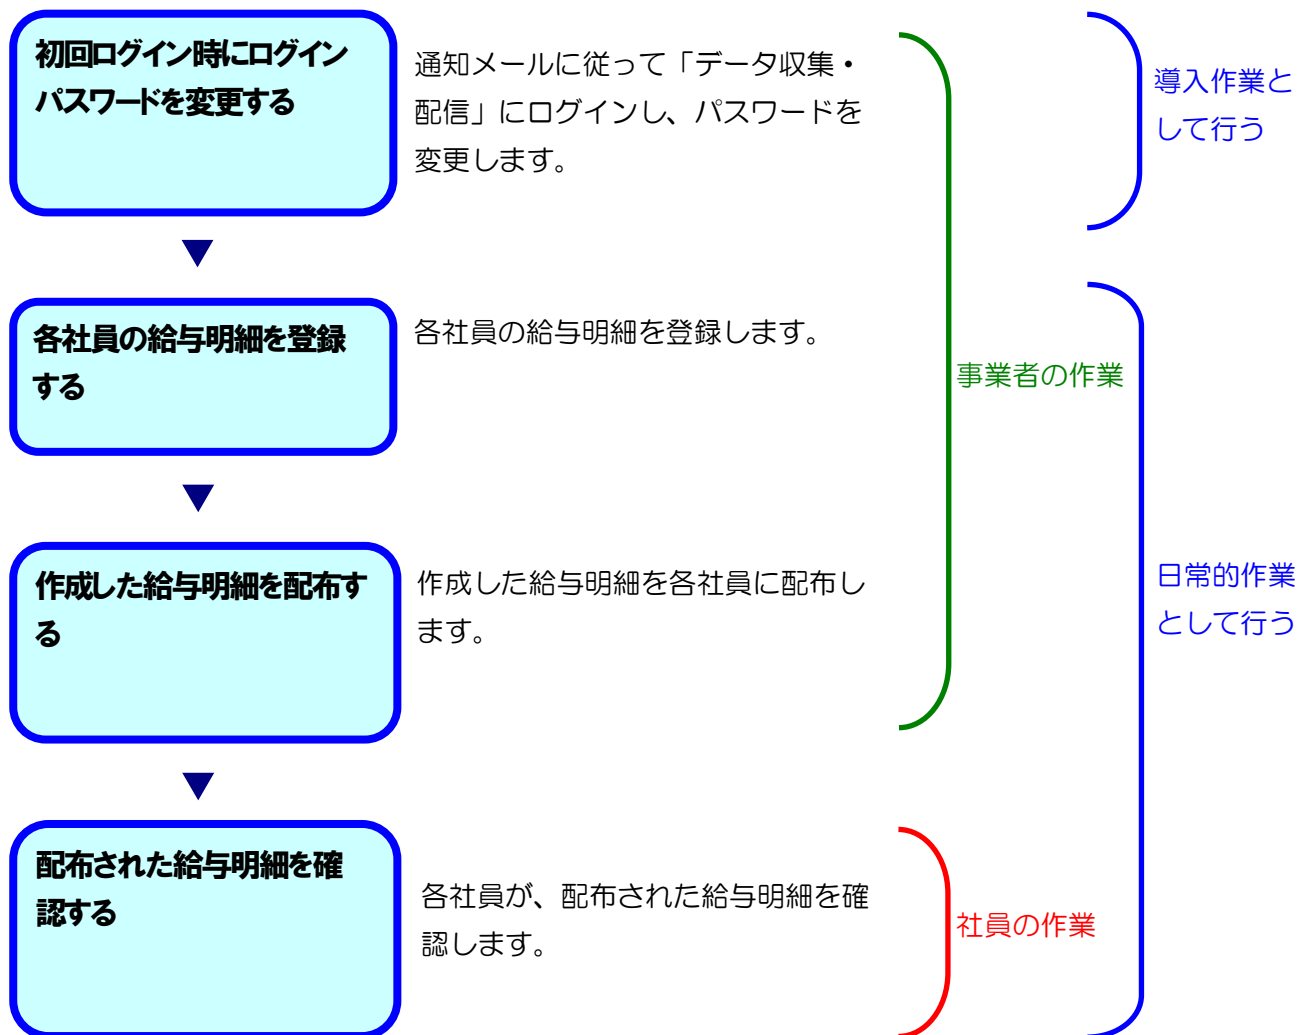 初回ログイン時にログイン
パスワードを変更する
通知メールに従って「データ収集・
配信」にログインし、パスワードを
変更します。
導入作業と
して行う
各社員の給与明細を登録
する
各社員の給与明細を登録します。
事業者の作業
作成した給与明細を配布す
る
作成した給与明細を各社員に配布し
ます。
日常的作業
として行う
配布された給与明細を確
認する
各社員が、配布された給与明細を確
認します。
社員の作業